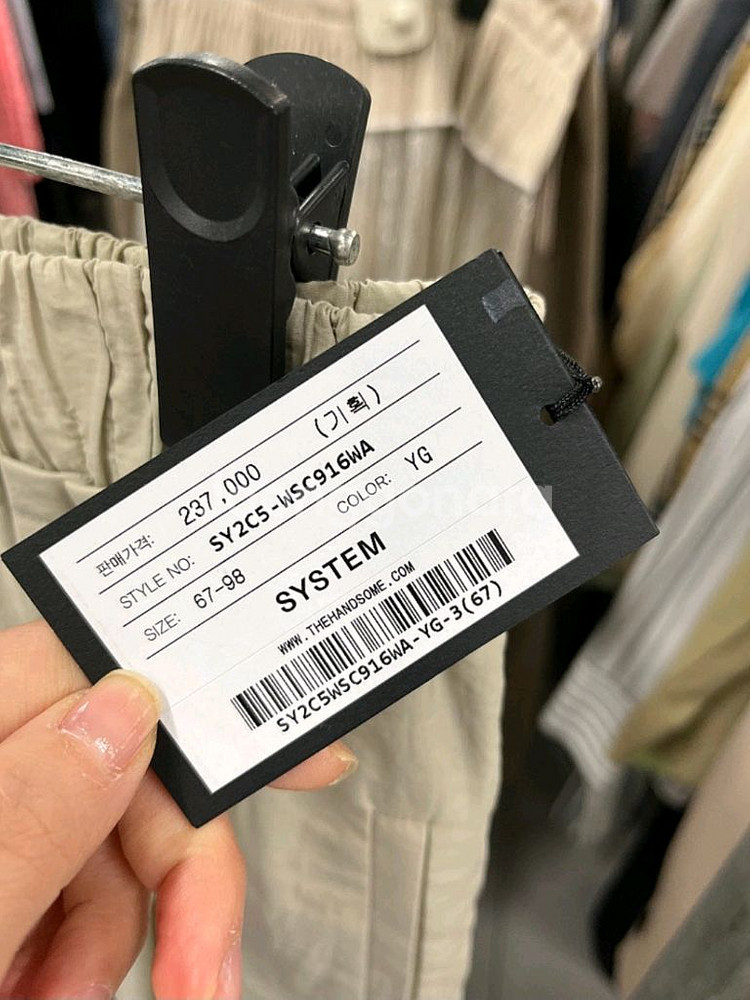 판매가격: 237,000 (기획)
STYLE NO: SY2C5-WSC916WA
SIZE: 67-98 COLOR: YG
SYSTEM
WWW.THEHANDSOME.COM
SY2C5WSC916WA-YG-3(67)